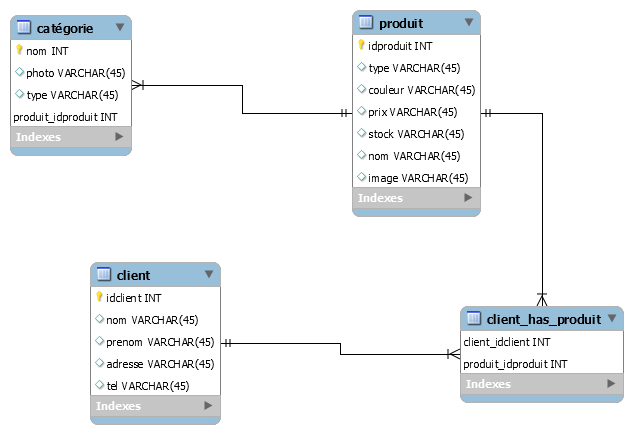 catégorie
nom INT
photo VARCHAR(45)
type VARCHAR(45)
produit_idproduit INT
Indexes
produit
idproduit INT
type VARCHAR(45)
couleur VARCHAR(45)
prix VARCHAR(45)
stock VARCHAR(45)
nom VARCHAR(45)
image VARCHAR(45)
Indexes
client
idclient INT
nom VARCHAR(45)
prenom VARCHAR(45)
adresse VARCHAR(45)
tel VARCHAR(45)
Indexes
client_has_produit
client_idclient INT
produit_idproduit INT
Indexes